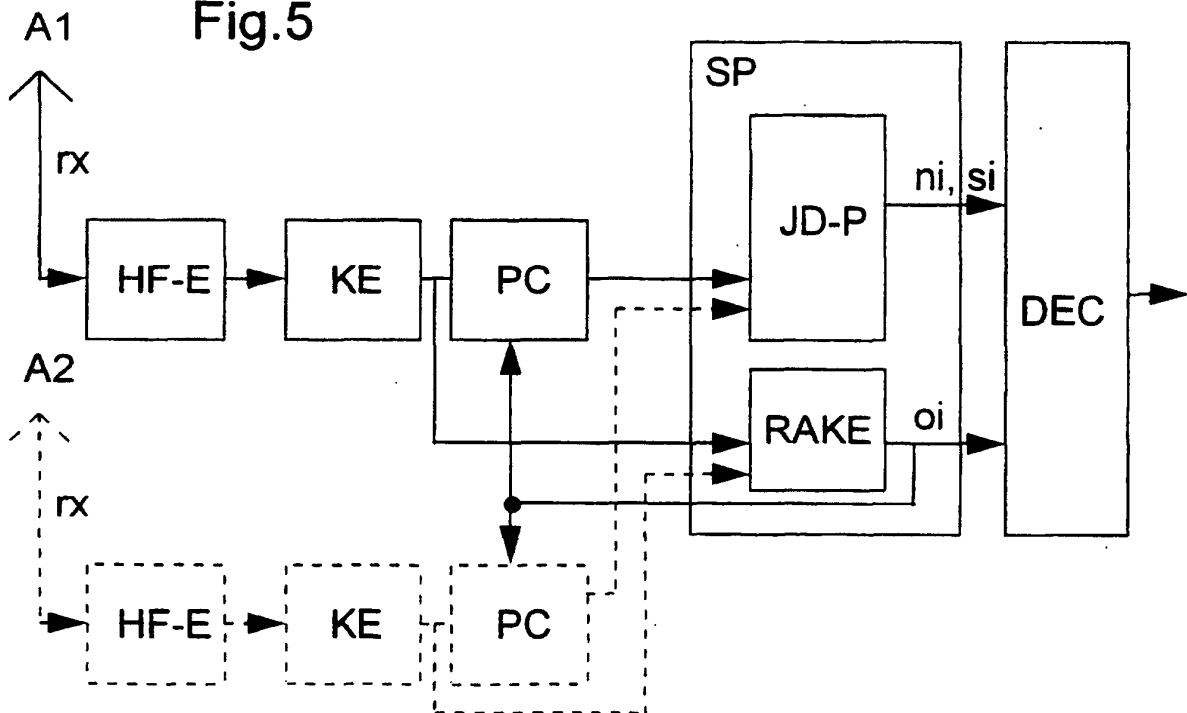 Fig.5
A1
rx
HF-E
KE
PC
SP
JD-P
ni, si
RAKE
oi
DEC
A2
rx
HF-E
KE
PC